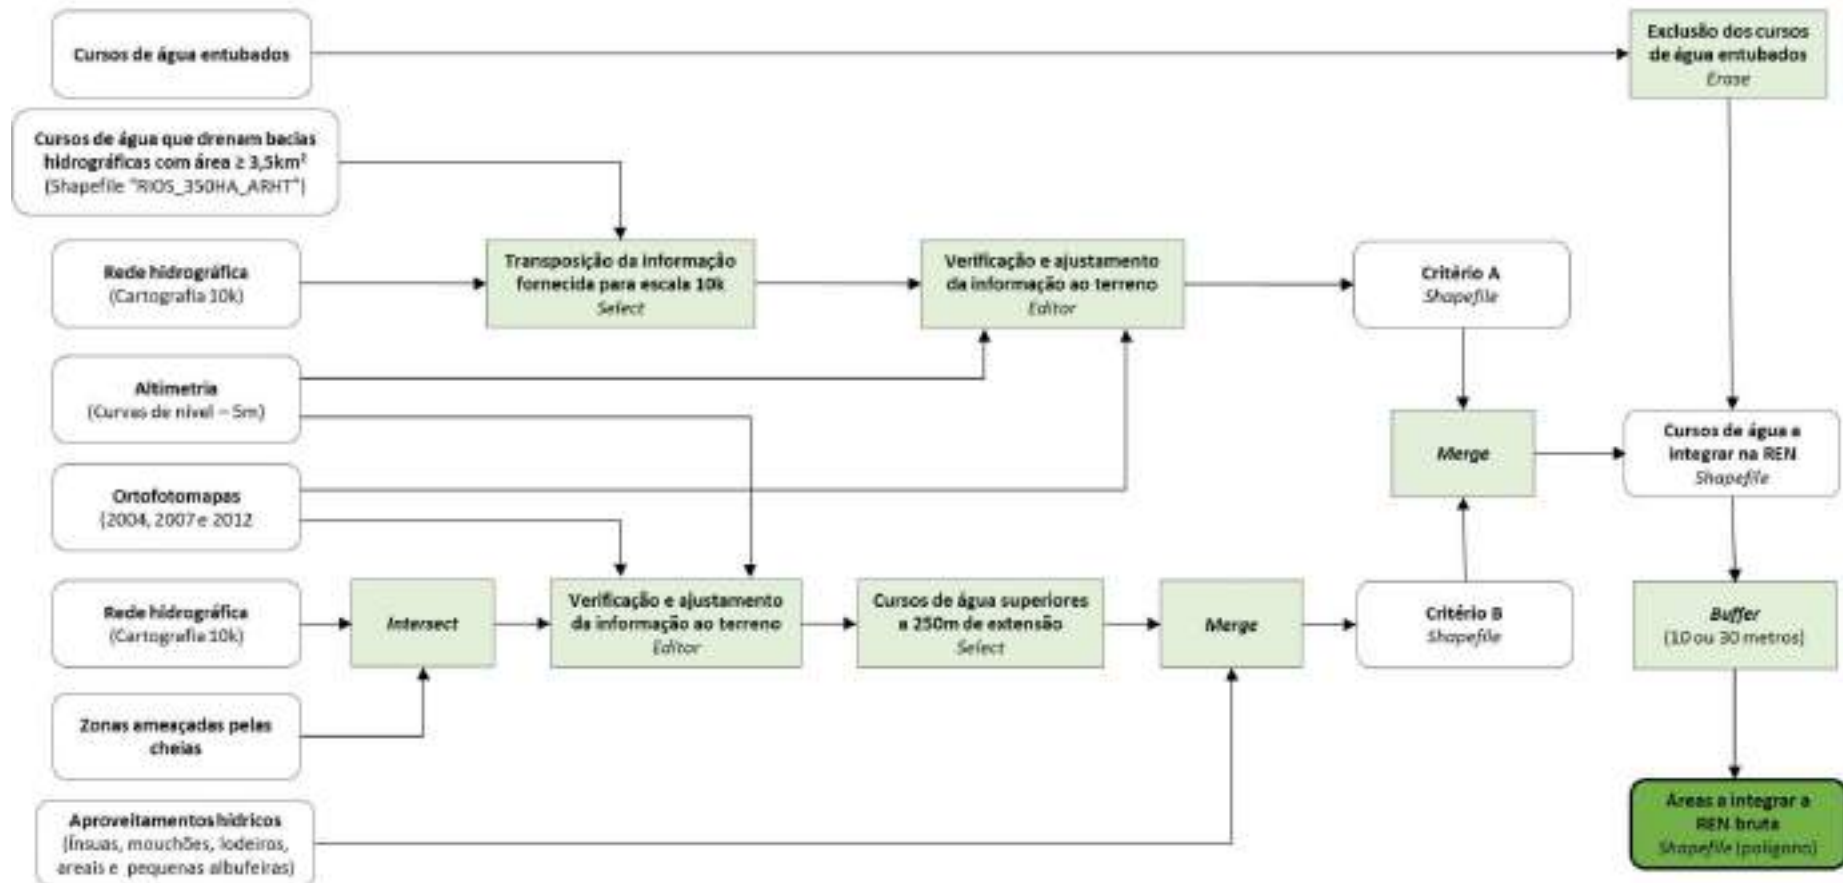 Cursos de água entubados
Exclusão dos cursos
de água entubados
Erase
Cursos de água que drenam bacias
hidrográficas com área ≥ 3,5km²
(Shapefile "RIOS_350HA_ARHT")
Rede hidrográfica
(Cartografia 10k)
Transposição da informação
fornecida para escala 10k
Select
Verificação e ajustamento
da informação ao terreno
Editor
Critério A
Shapefile
Altimetria
(Curvas de nível – 5m)
Merge
Cursos de água a
integrar na REN
Shapefile
Ortofotomapas
(2004, 2007 e 2012
Rede hidrográfica
(Cartografia 10k)
Intersect
Verificação e ajustamento
da informação ao terreno
Editor
Cursos de água superiores
a 250m de extensão
Select
Merge
Critério B
Shapefile
Buffer
(10 ou 30 metros)
Zonas ameaçadas pelas
cheias
Aproveitamentos hídricos
(Ínsuas, mouchões, lodeiros,
areais e pequenas albufeiras)
Áreas a integrar a
REN bruta
Shapefile (polígono)